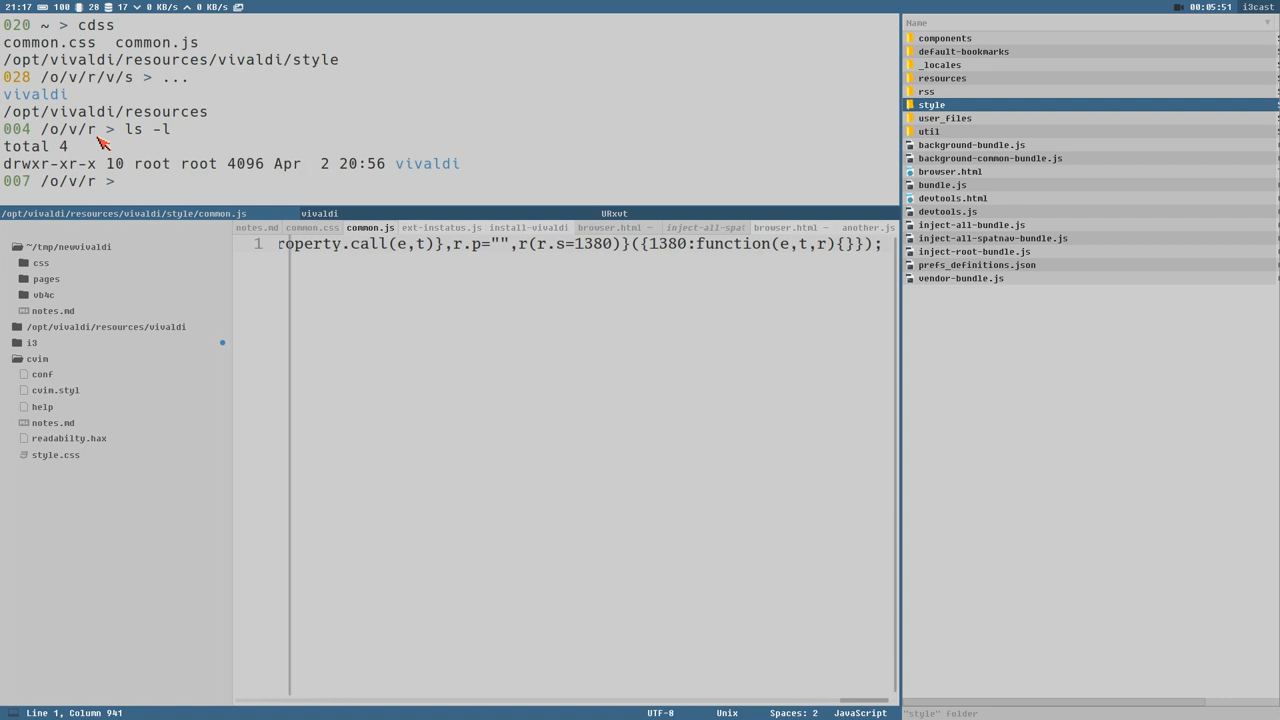 21:17 100 28 17 0 KB/s 0 KB/s
00:05:51 i3cast
020 ~ > cdss
common.css common.js
/opt/vivaldi/resources/vivaldi/style
028 /o/v/r/v/s > ...
vivaldi
/opt/vivaldi/resources
004 /o/v/r > ls -l
total 4
drwxr-xr-x 10 root root 4096 Apr 2 20:56 vivaldi
007 /o/v/r >
/opt/vivaldi/resources/vivaldi/style/common.js vivaldi URxvt
notes.md common.css common.js ext-instatus.js install-vivaldi browser.html — inject-all-spat browser.html — another.js
1 roperty.call(e,t)},r.p="",r(r.s=1380)}({1380:function(e,t,r){}});
~/tmp/newvivaldi
css
pages
vb4c
notes.md
/opt/vivaldi/resources/vivaldi
i3
cvim
conf
cvim.styl
help
notes.md
readabilty.hax
style.css
Line 1, Column 941 UTF-8 Unix Spaces: 2 JavaScript
Name
components
default-bookmarks
_locales
resources
rss
style
user_files
util
background-bundle.js
background-common-bundle.js
browser.html
bundle.js
devtools.html
devtools.js
inject-all-bundle.js
inject-all-spatnav-bundle.js
inject-root-bundle.js
prefs_definitions.json
vendor-bundle.js
"style" folder